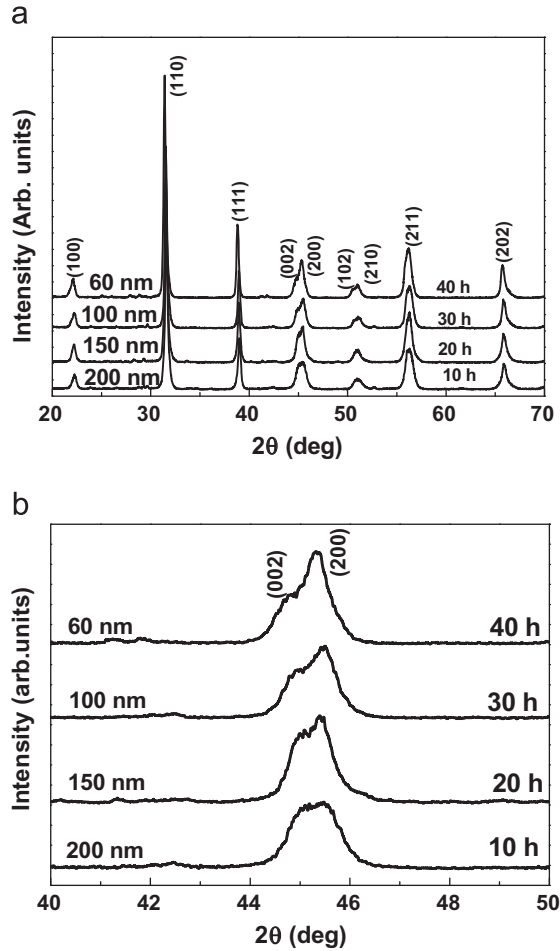 a
Intensity (Arb. units)
(100)
(110)
(111)
(002)
(200)
(102)
(210)
(211)
(202)
60 nm
40 h
100 nm
30 h
150 nm
20 h
200 nm
10 h
20 30 40 50 60 70
2θ (deg)
b
Intensity (arb.units)
(002)
(200)
60 nm
40 h
100 nm
30 h
150 nm
20 h
200 nm
10 h
40 42 44 46 48 50
2θ (deg)